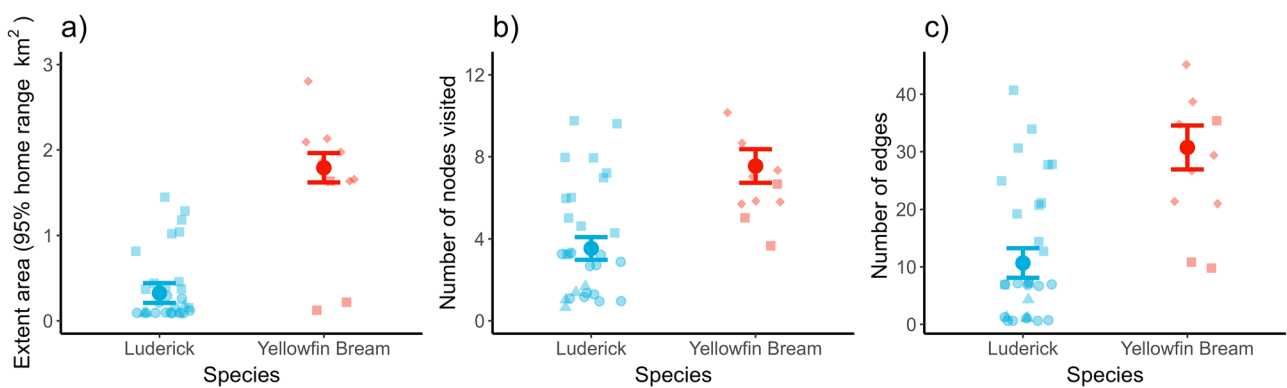 a)
Extent area (95% home range km²)
3
2
1
0
Luderick
Yellowfin Bream
Species
b)
Number of nodes visited
12
8
4
0
Luderick
Yellowfin Bream
Species
c)
Number of edges
40
30
20
10
0
Luderick
Yellowfin Bream
Species